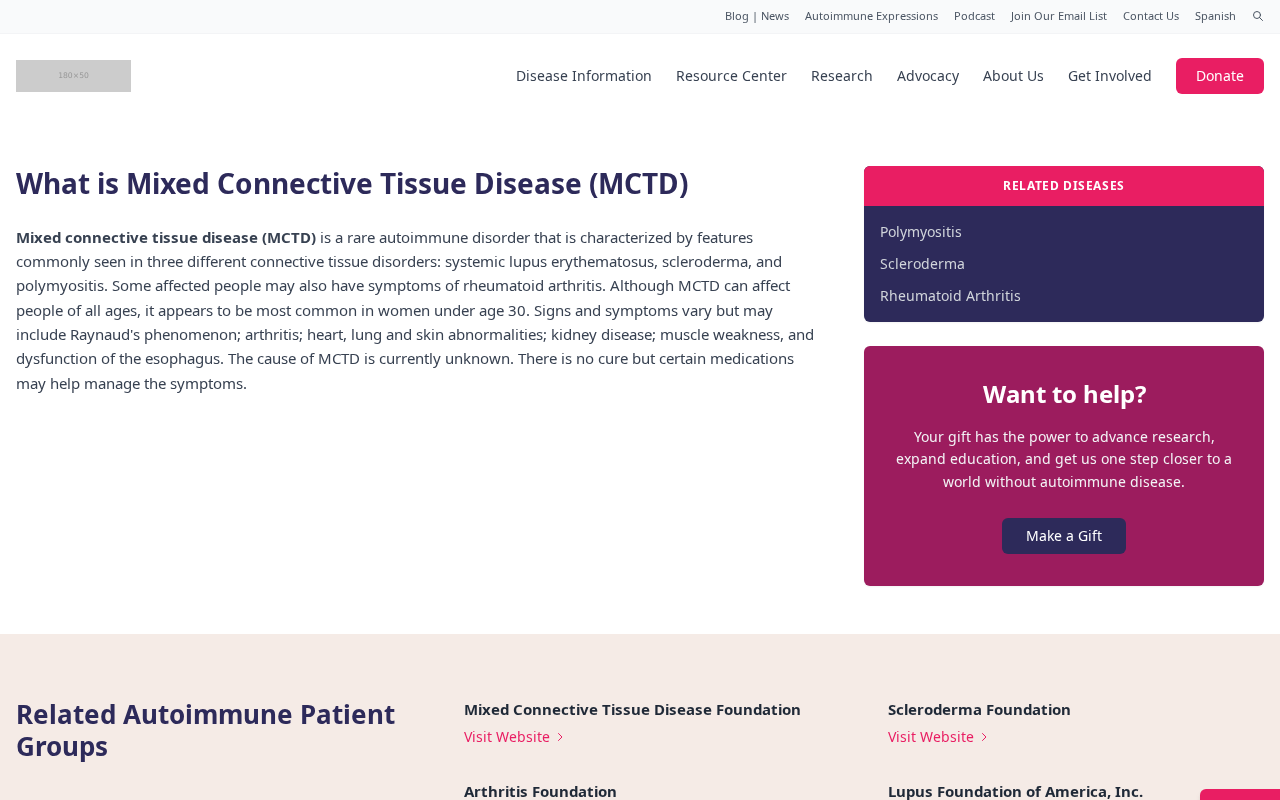 Blog | News
Autoimmune Expressions
Podcast
Join Our Email List
Contact Us
Spanish
180×50
Disease Information
Resource Center
Research
Advocacy
About Us
Get Involved
Donate
What is Mixed Connective Tissue Disease (MCTD)
Mixed connective tissue disease (MCTD) is a rare autoimmune disorder that is characterized by features
commonly seen in three different connective tissue disorders: systemic lupus erythematosus, scleroderma, and
polymyositis. Some affected people may also have symptoms of rheumatoid arthritis. Although MCTD can affect
people of all ages, it appears to be most common in women under age 30. Signs and symptoms vary but may
include Raynaud's phenomenon; arthritis; heart, lung and skin abnormalities; kidney disease; muscle weakness, and
dysfunction of the esophagus. The cause of MCTD is currently unknown. There is no cure but certain medications
may help manage the symptoms.
RELATED DISEASES
Polymyositis
Scleroderma
Rheumatoid Arthritis
Want to help?
Your gift has the power to advance research,
expand education, and get us one step closer to a
world without autoimmune disease.
Make a Gift
Related Autoimmune Patient
Groups
Mixed Connective Tissue Disease Foundation
Visit Website
Scleroderma Foundation
Visit Website
Arthritis Foundation
Lupus Foundation of America, Inc.